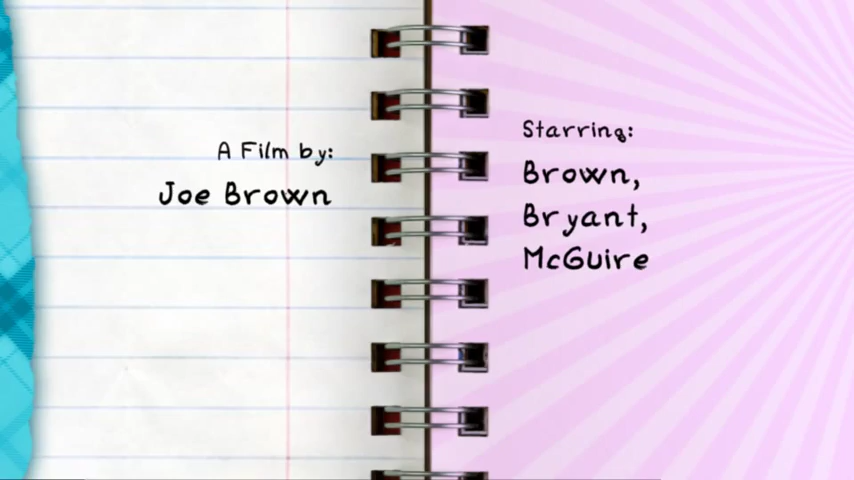 A Film by:
Joe Brown
Starring:
Brown,
Bryant,
McGuire